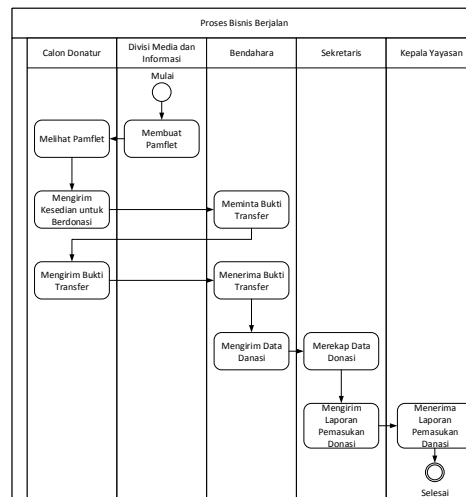 Proses Bisnis Berjalan
Calon Donatur
Divisi Media dan
Informasi
Bendahara
Sekretaris
Kepala Yayasan
Mulai
Melihat Pamflet
Membuat
Pamflet
Mengirim
Kesedian untuk
Berdonasi
Meminta Bukti
Transfer
Mengirim Bukti
Transfer
Menerima Bukti
Transfer
Mengirim Data
Danasi
Merekap Data
Donasi
Mengirim
Laporan
Pemasukan
Donasi
Menerima
Laporan
Pemasukan
Danasi
Selesai